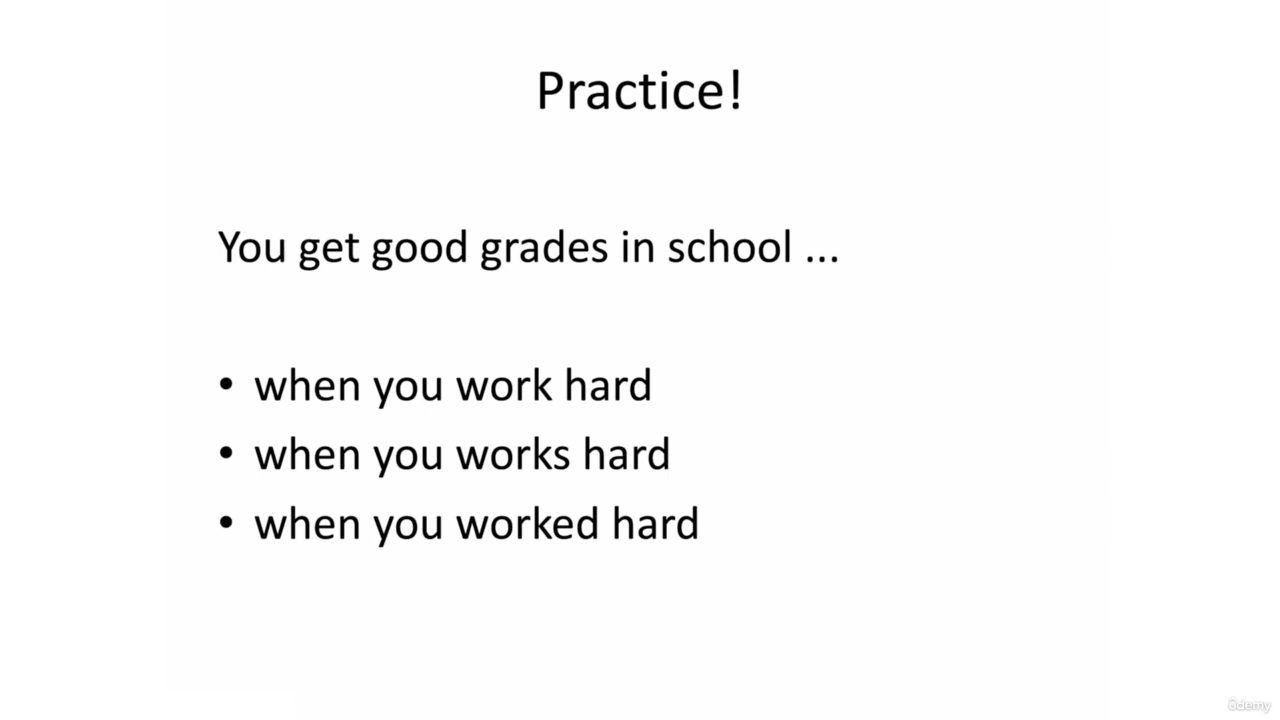 Practice!
You get good grades in school ...
• when you work hard
• when you works hard
• when you worked hard
ûdemy